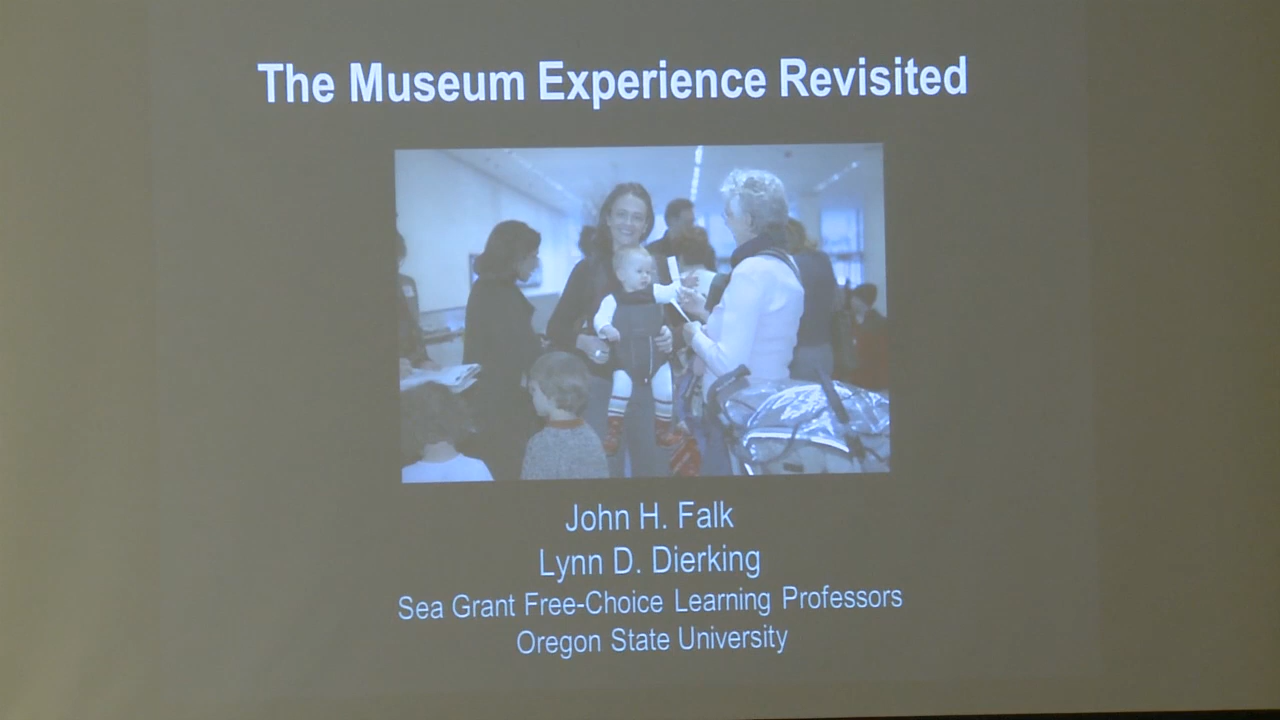 The Museum Experience Revisited
John H. Falk
Lynn D. Dierking
Sea Grant Free-Choice Learning Professors
Oregon State University